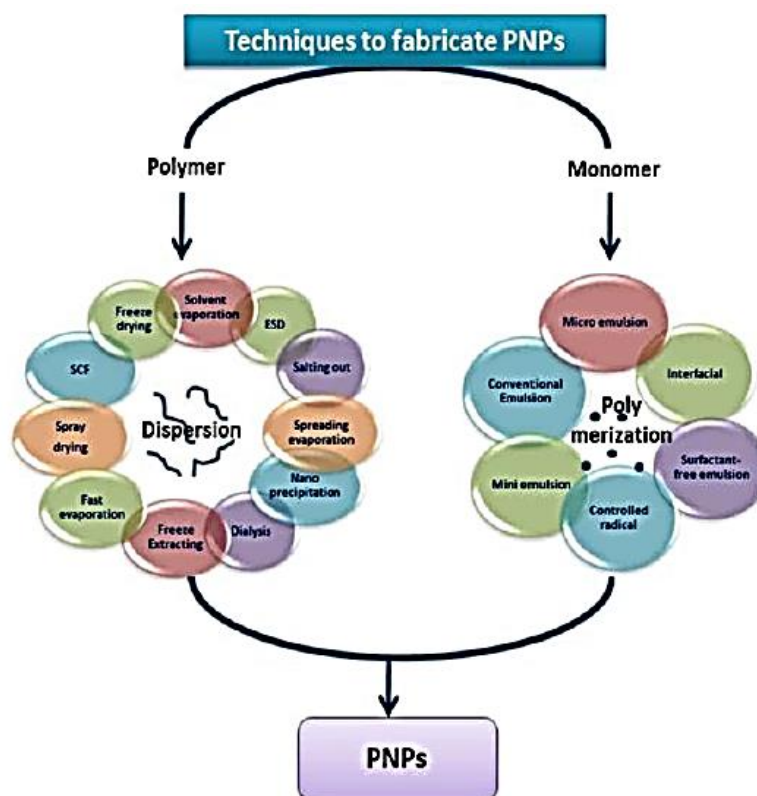 Techniques to fabricate PNPs
Polymer
Monomer
Solvent
evaporation
ESD
Salting out
Spreading
evaporation
Nano
precipitation
Dialysis
Freeze
Extracting
Fast
evaporation
Spray
drying
SCF
Freeze
drying
Dispersion
Micro emulsion
Interfacial
Surfactant-
free emulsion
Controlled
radical
Mini emulsion
Conventional
Emulsion
Poly
merization
PNPs